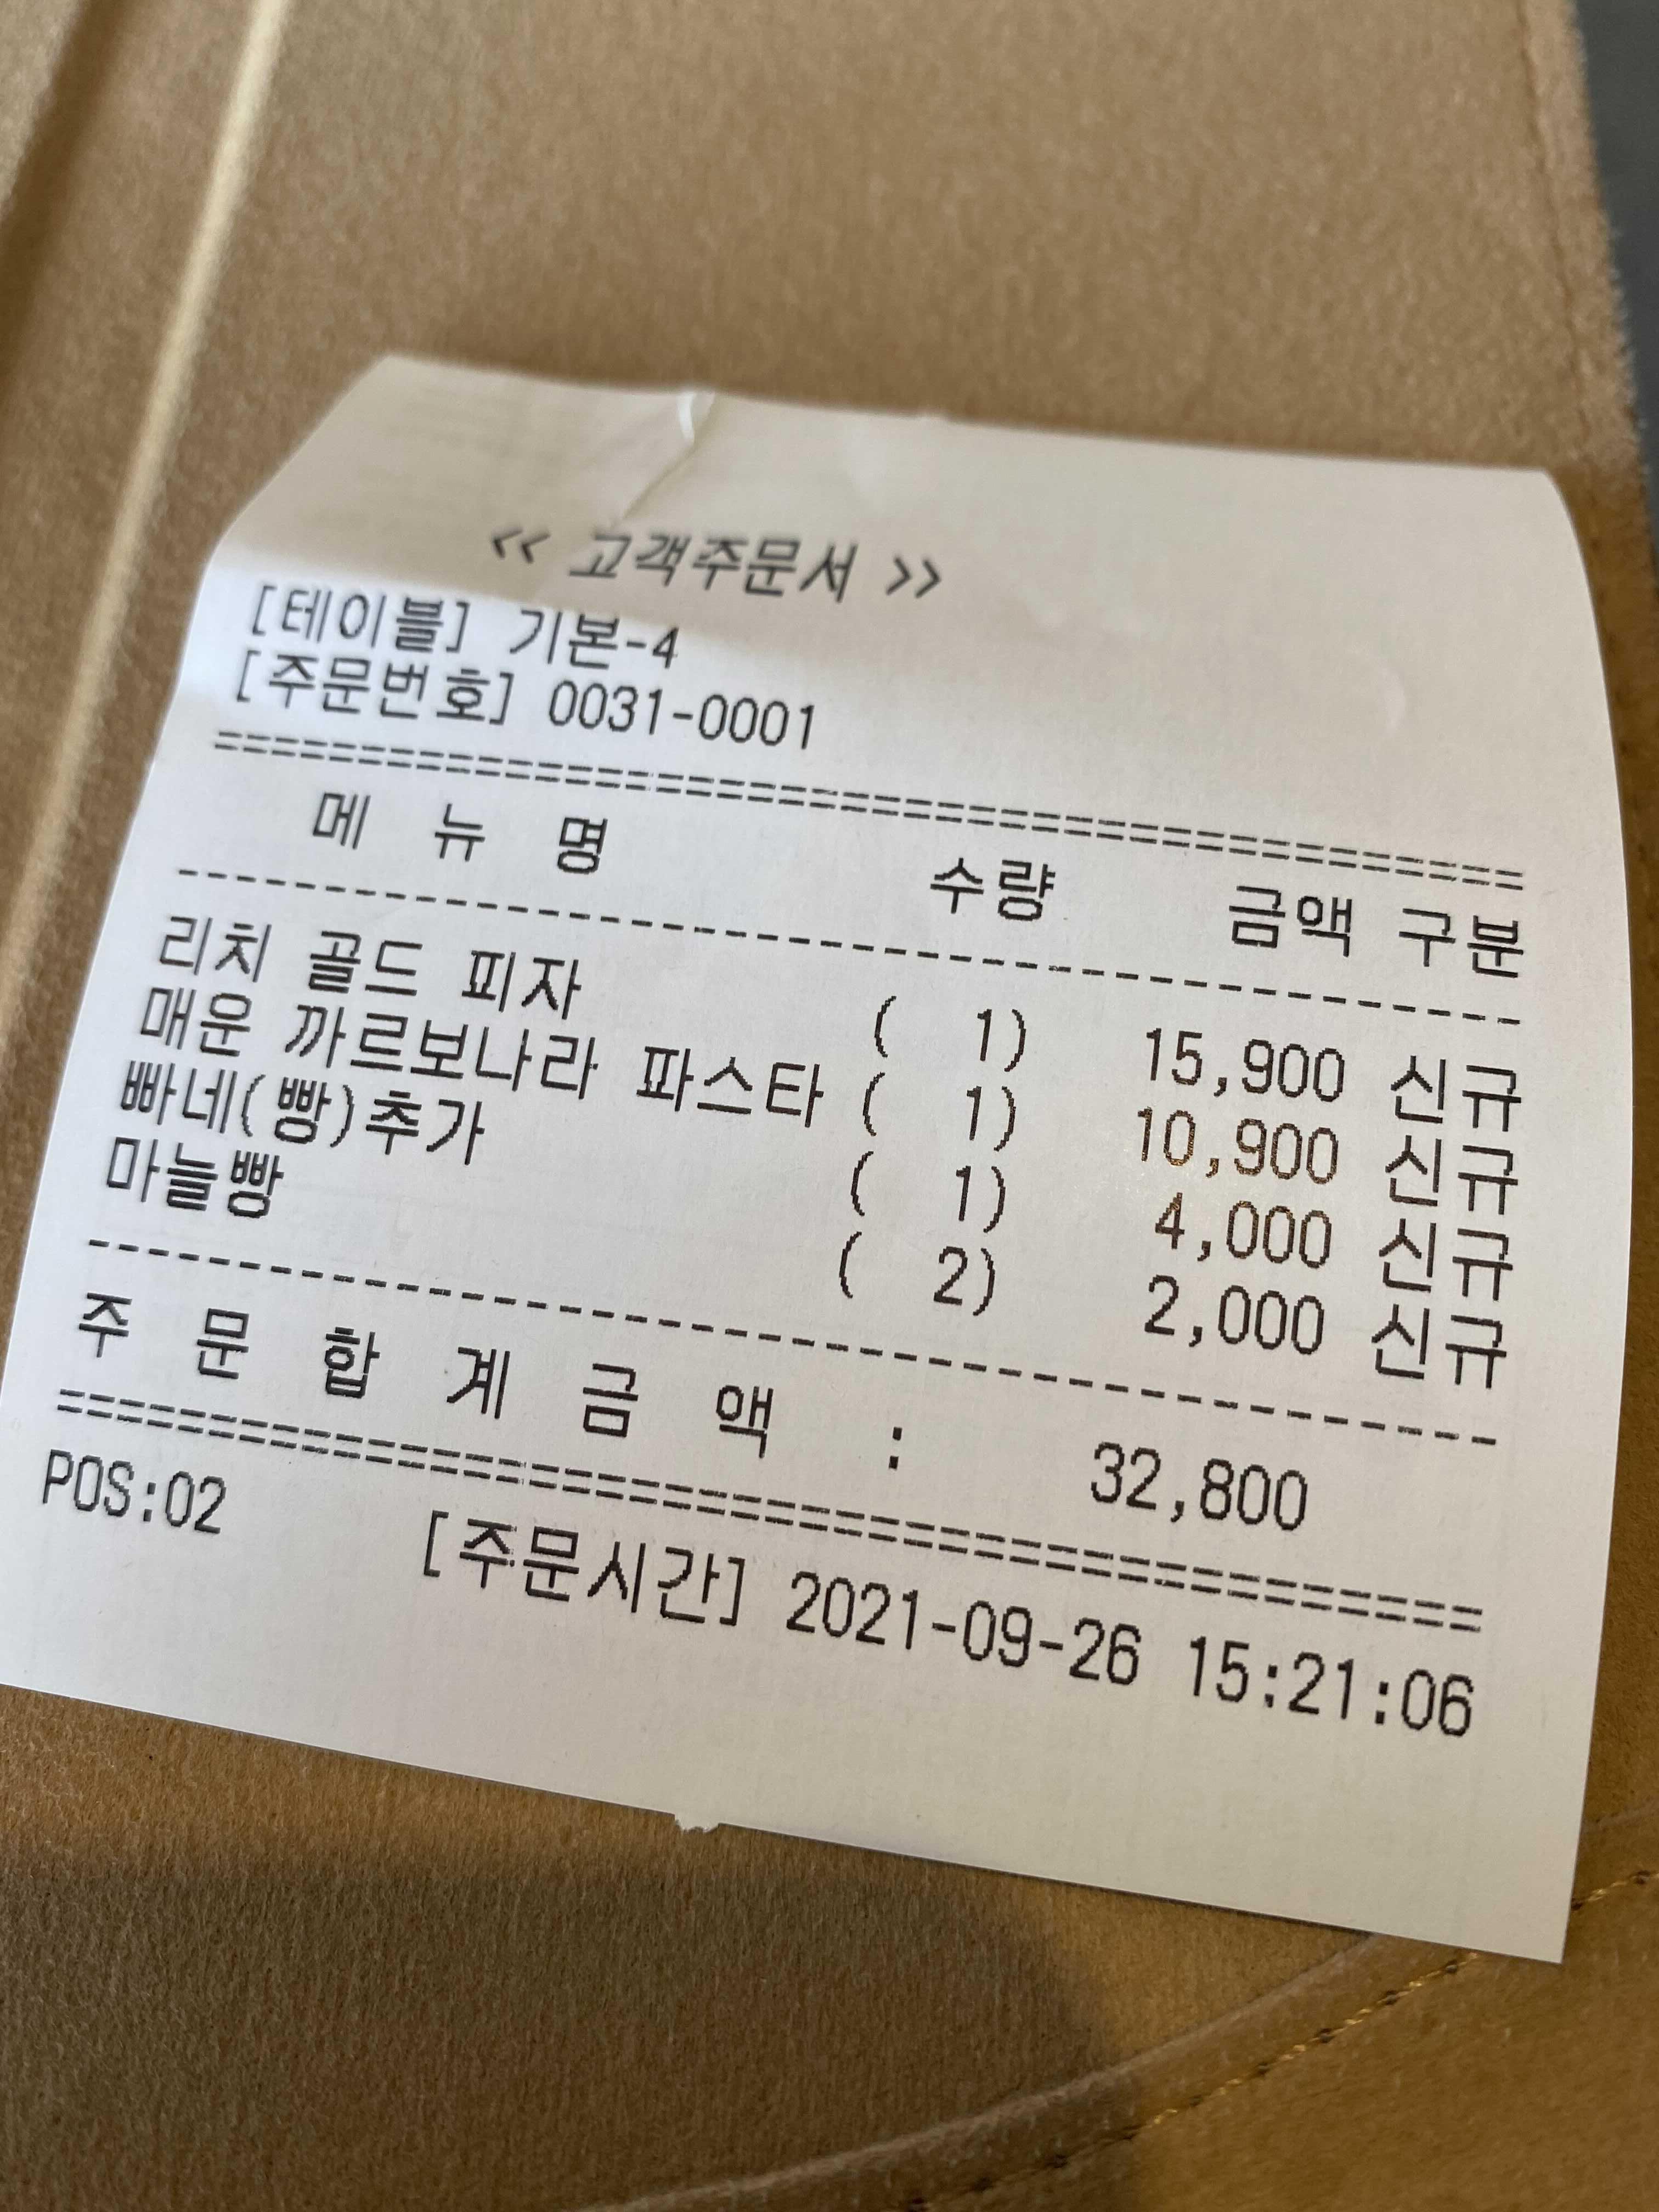 << 고객주문서 >>
[테이블] 기본-4
[주문번호] 0031-0001
================================================
메 뉴 명 수량 금액 구분
------------------------------------------------
리치 골드 피자 ( 1) 15,900 신규
매운 까르보나라 파스타 ( 1) 10,900 신규
빠네(빵)추가 ( 1) 4,000 신규
마늘빵 ( 2) 2,000 신규
------------------------------------------------
주 문 합 계 금 액 : 32,800
================================================
POS:02 [주문시간] 2021-09-26 15:21:06